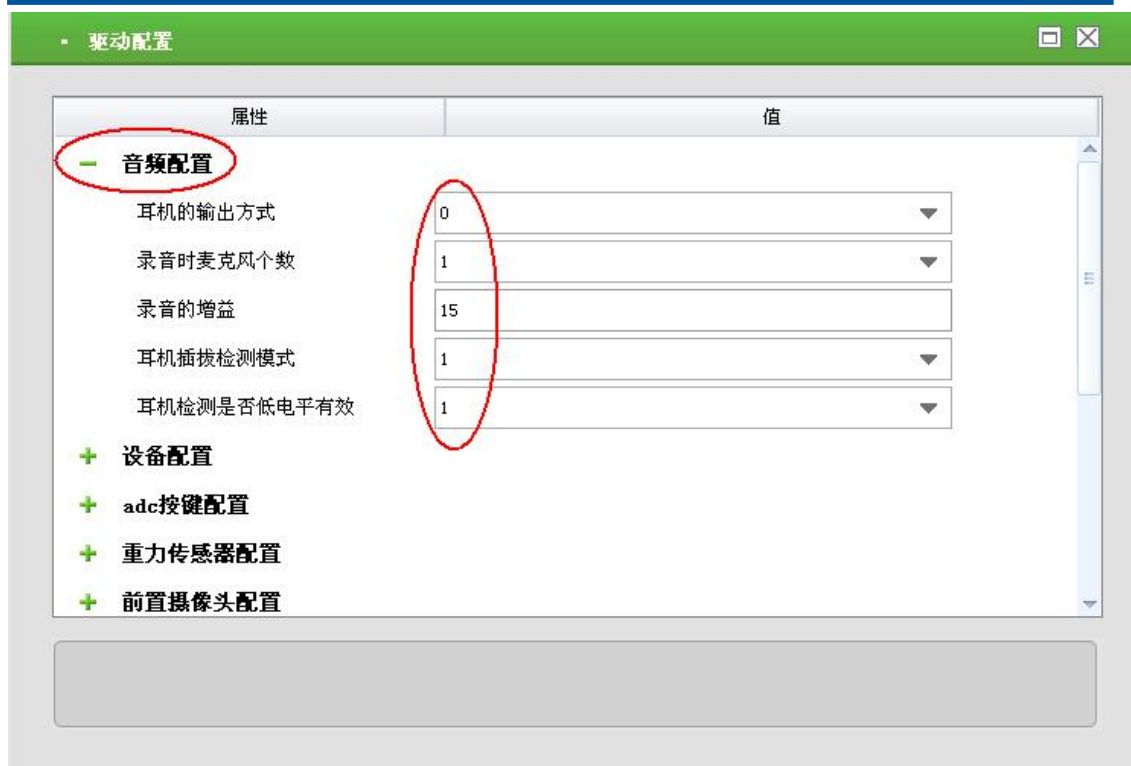 驱动配置
属性 值
音频配置
耳机的输出方式 0
录音时麦克风个数 1
录音的增益 15
耳机插拔检测模式 1
耳机检测是否低电平有效 1
设备配置
adc按键配置
重力传感器配置
前置摄像头配置